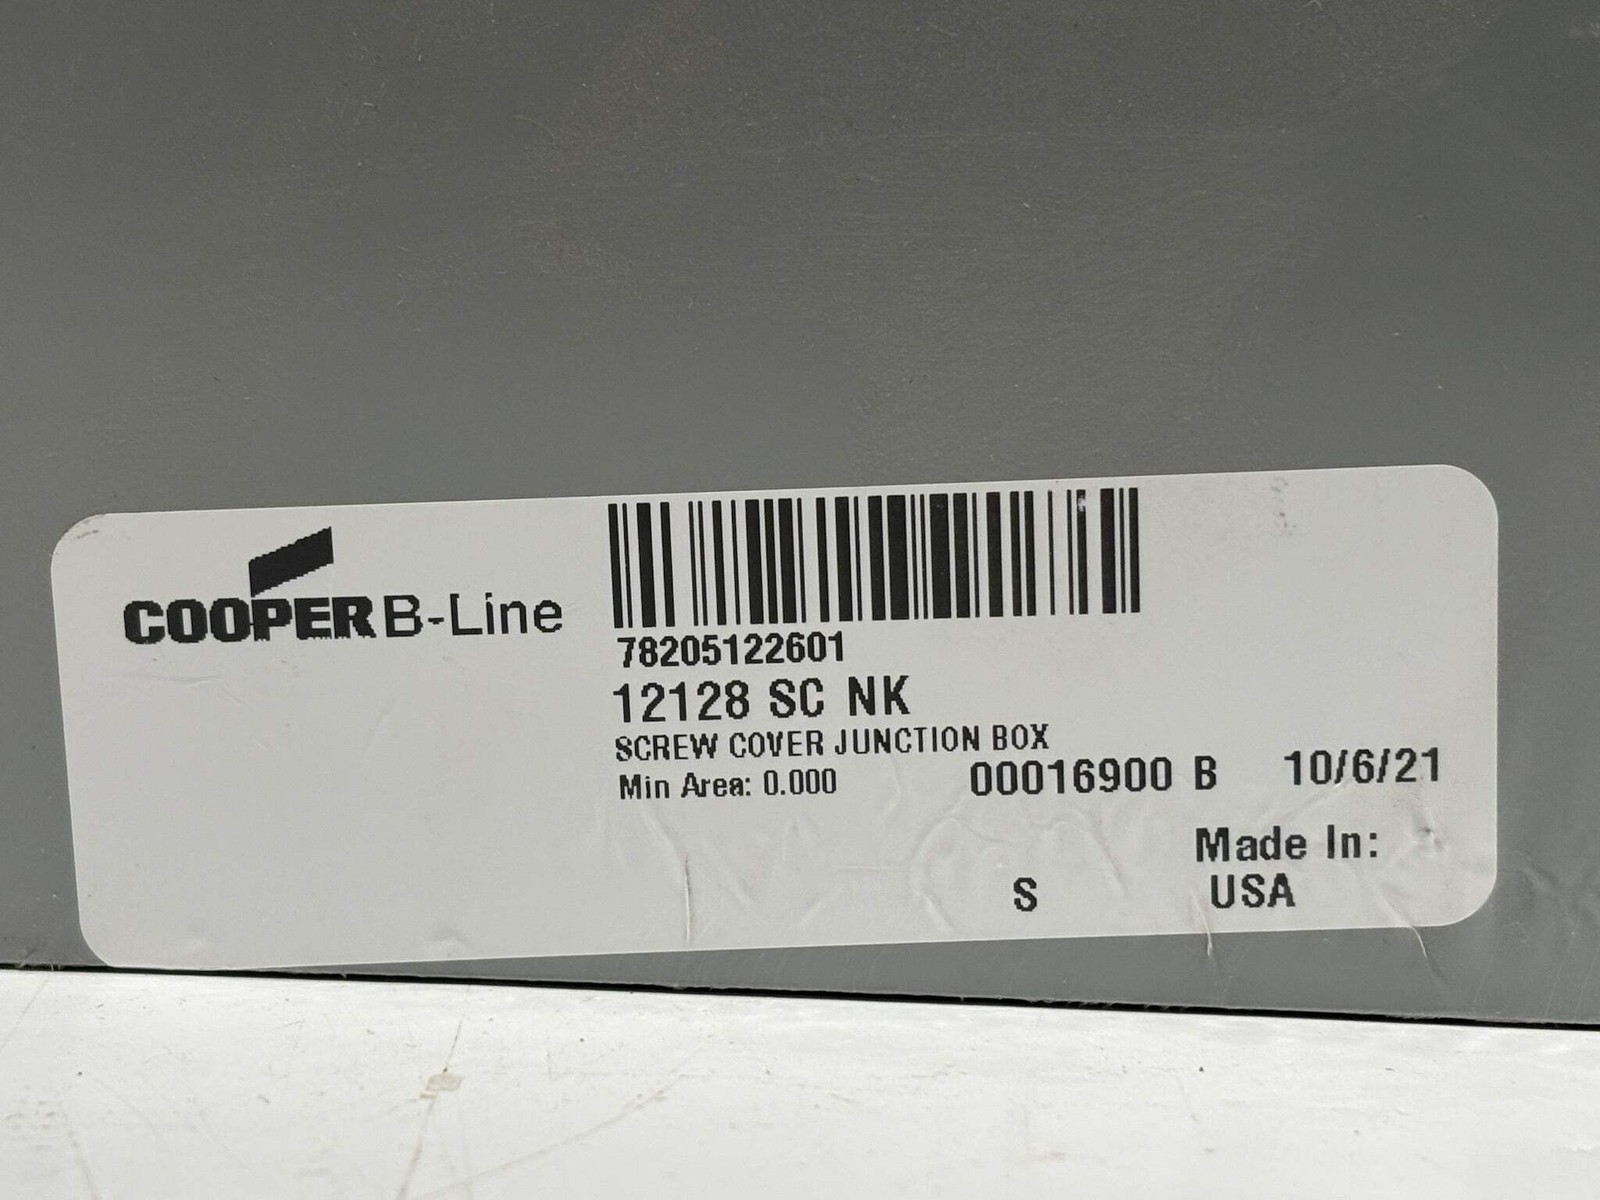 COOPER B-Line
78205122601
12128 SC NK
SCREW COVER JUNCTION BOX
Min Area: 0.000 00016900 B 10/6/21
Made In:
S USA